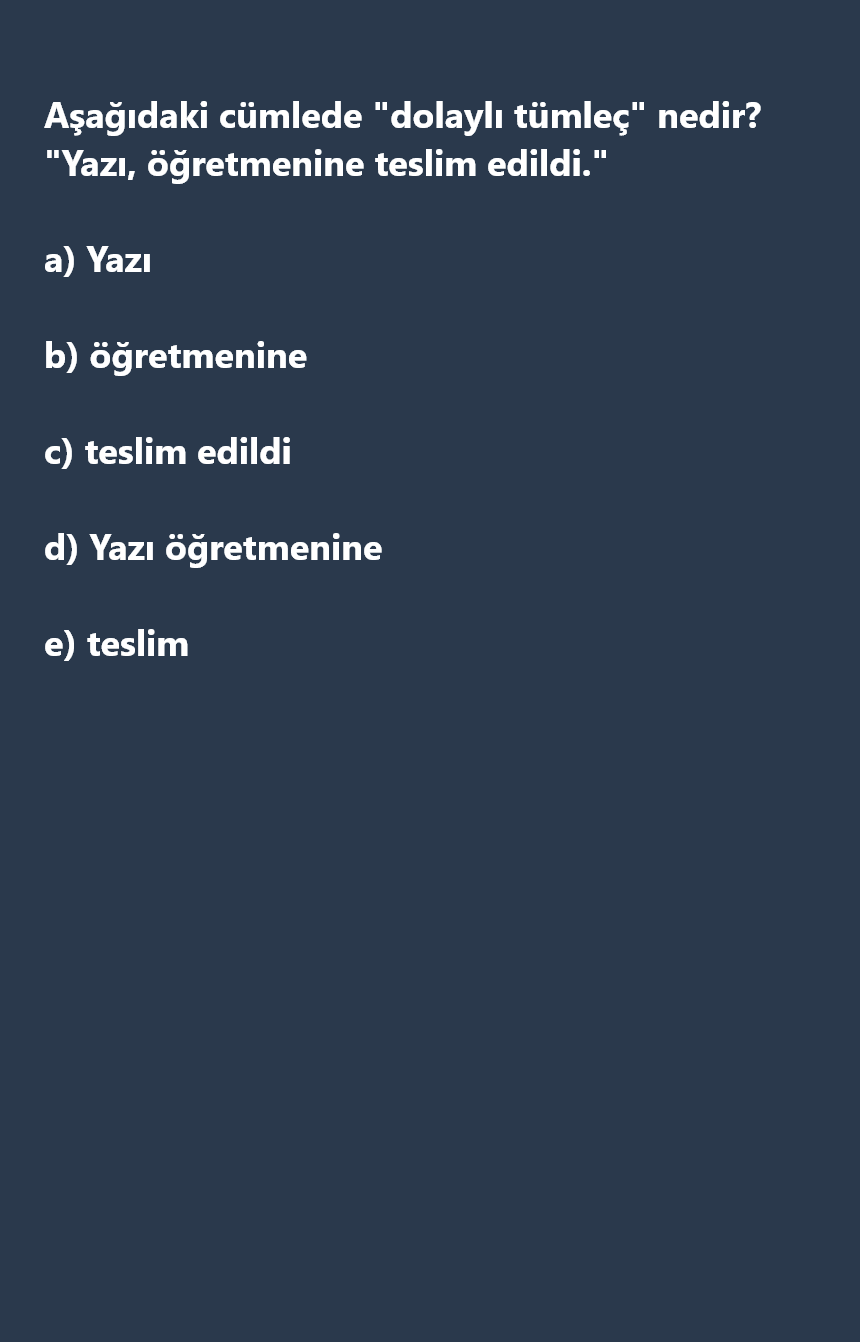 Aşağıdaki cümlede "dolaylı tümleç" nedir?
"Yazı, öğretmenine teslim edildi."
a) Yazı
b) öğretmenine
c) teslim edildi
d) Yazı öğretmenine
e) teslim